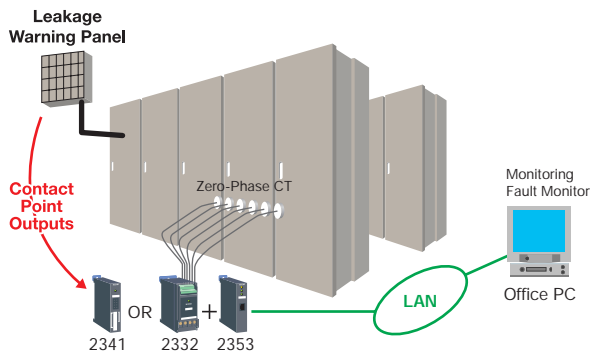 Leakage
Warning Panel
Zero-Phase CT
Contact
Point
Outputs
Monitoring
Fault Monitor
LAN
Office PC
OR
+
2341
2332
2353